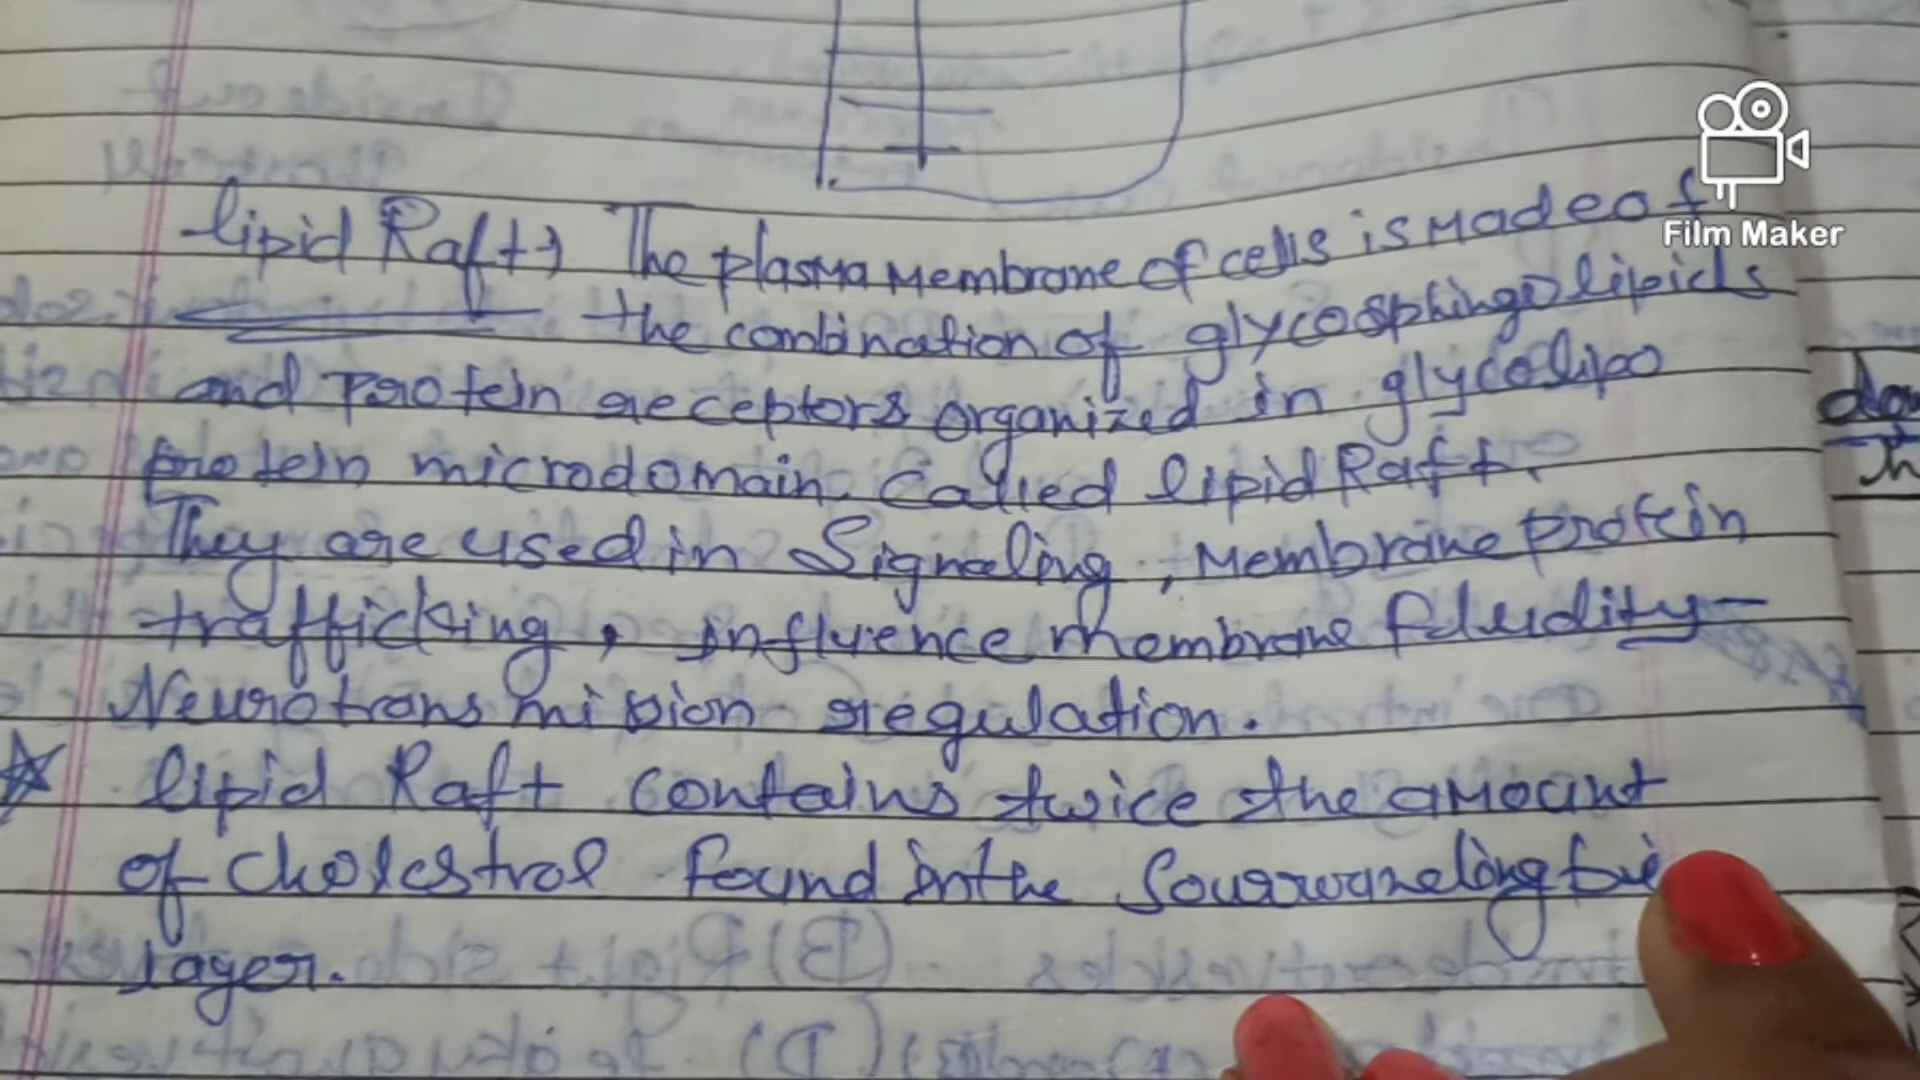 Lipid Raft → The plasma Membrane of cells is Made of
the combination of glycosphingolipids
and protein receptors organized in glycolipo
protein microdomain. Called lipid Raft.
They are used in Signaling, Membrane protein
trafficking, Influence membrane fluidity-
Neurotransmission regulation.
☆ lipid Raft Contains twice the amount
of Cholestrol Found in the Sourrounding bi
layer.
Film Maker